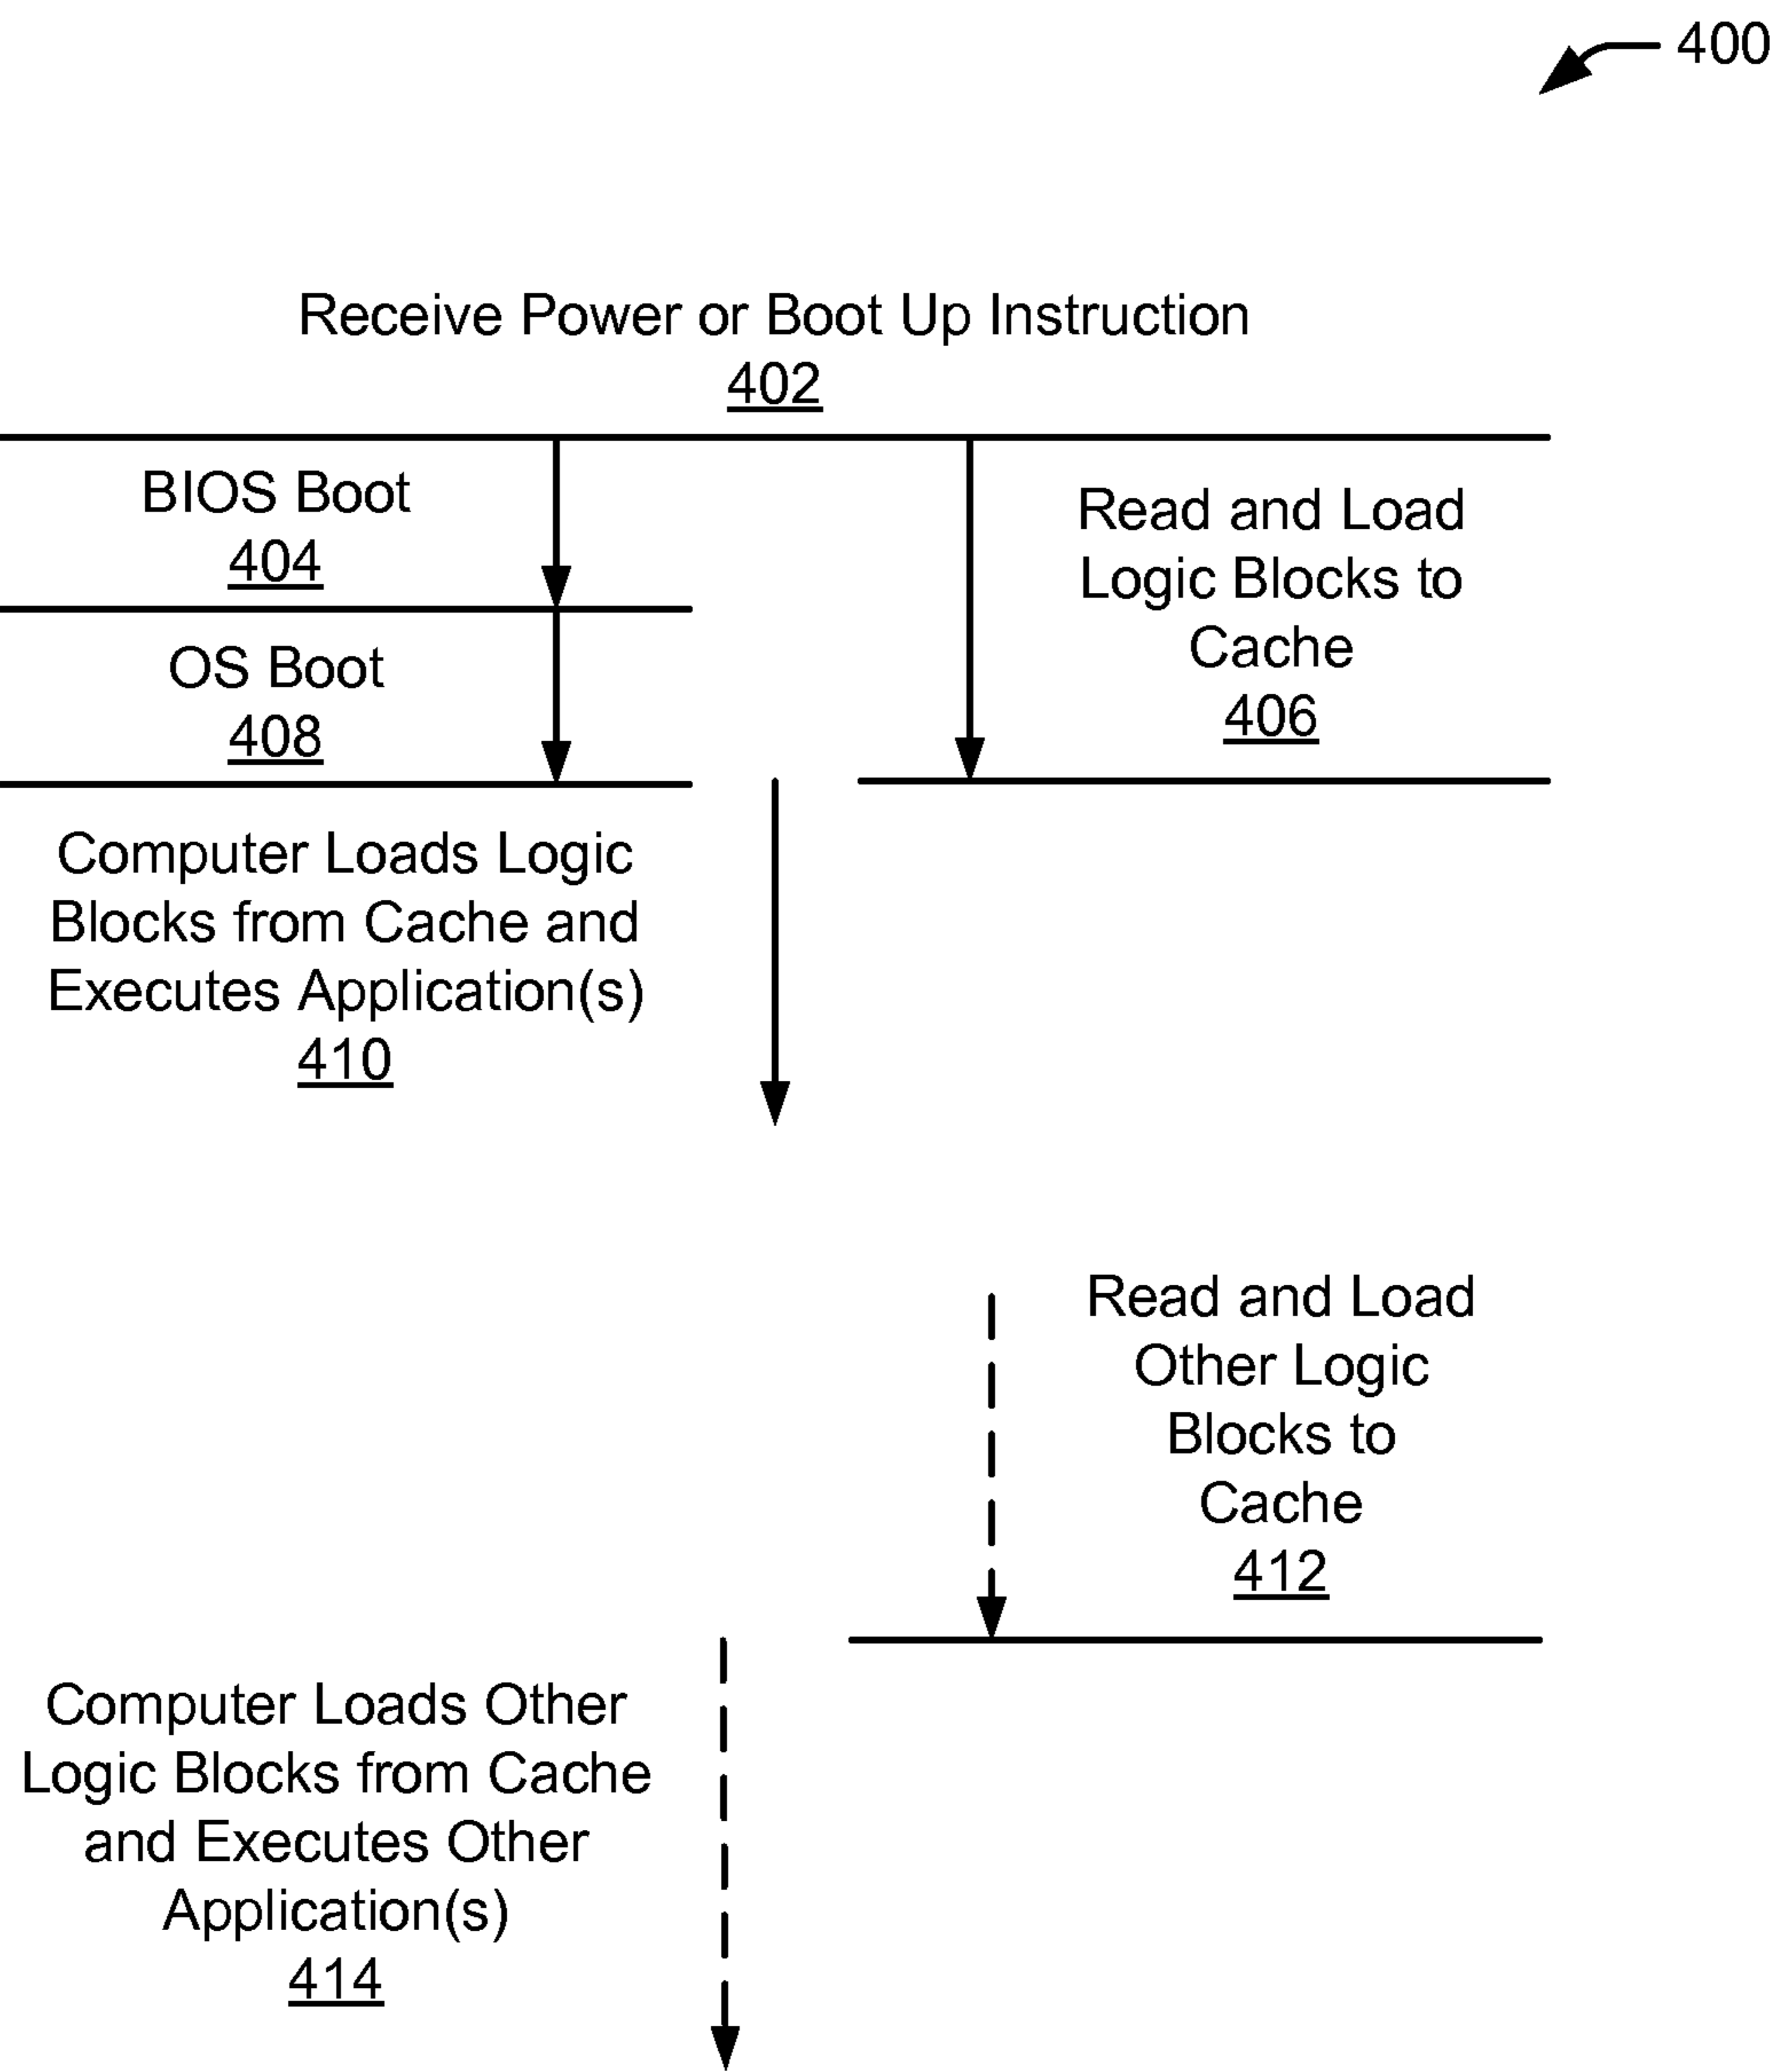 400
Receive Power or Boot Up Instruction
402
BIOS Boot
404
OS Boot
408
Read and Load
Logic Blocks to
Cache
406
Computer Loads Logic
Blocks from Cache and
Executes Application(s)
410
Read and Load
Other Logic
Blocks to
Cache
412
Computer Loads Other
Logic Blocks from Cache
and Executes Other
Application(s)
414